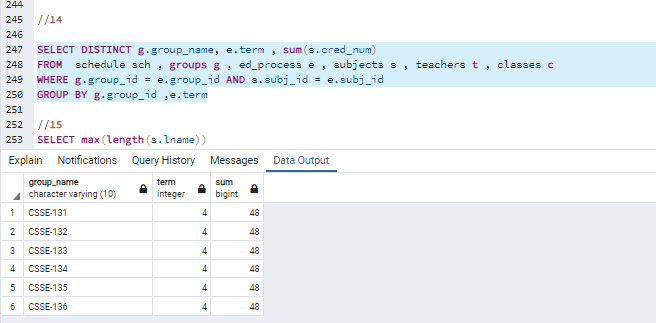 244
245 //14
246
247 SELECT DISTINCT g.group_name, e.term , sum(s.cred_num)
248 FROM schedule sch , groups g , ed_process e , subjects s , teachers t , classes c
249 WHERE g.group_id = e.group_id AND s.subj_id = e.subj_id
250 GROUP BY g.group_id ,e.term
251
252 //15
253 SELECT max(length(s.lname))
Explain Notifications Query History Messages Data Output
group_name term sum
character varying (10) integer bigint
1 CSSE-131 4 48
2 CSSE-132 4 48
3 CSSE-133 4 48
4 CSSE-134 4 48
5 CSSE-135 4 48
6 CSSE-136 4 48